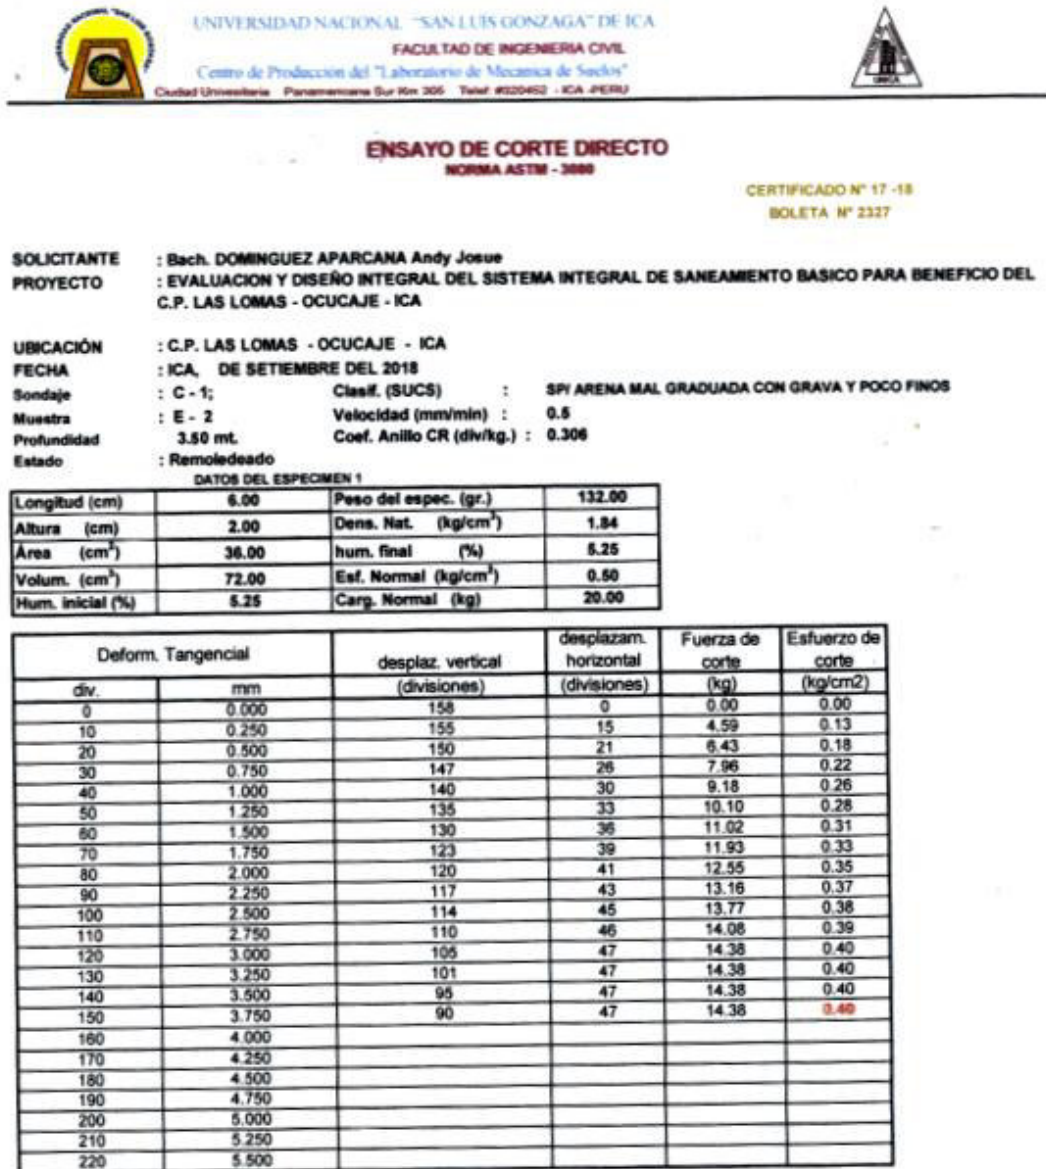 UNIVERSIDAD NACIONAL "SAN LUIS GONZAGA" DE ICA
FACULTAD DE INGENIERIA CIVIL
Centro de Producción del "Laboratorio de Mecanica de Suelos"
Ciudad Universitaria Panamericana Sur Km 305 Telef. #320452 - ICA -PERU
UNICA
ENSAYO DE CORTE DIRECTO
NORMA ASTM - 3080
CERTIFICADO N° 17 -18
BOLETA N° 2327
SOLICITANTE : Bach. DOMINGUEZ APARCANA Andy Josue
PROYECTO : EVALUACION Y DISEÑO INTEGRAL DEL SISTEMA INTEGRAL DE SANEAMIENTO BASICO PARA BENEFICIO DEL
C.P. LAS LOMAS - OCUCAJE - ICA
UBICACIÓN : C.P. LAS LOMAS - OCUCAJE - ICA
FECHA : ICA, DE SETIEMBRE DEL 2018
Sondaje : C - 1; Clasif. (SUCS) : SP/ ARENA MAL GRADUADA CON GRAVA Y POCO FINOS
Muestra : E - 2 Velocidad (mm/min) : 0.5
Profundidad 3.50 mt. Coef. Anillo CR (div/kg.) : 0.306
Estado : Remoledeado
DATOS DEL ESPECIMEN 1
Longitud (cm) 6.00 Peso del espec. (gr.) 132.00
Altura (cm) 2.00 Dens. Nat. (kg/cm³) 1.84
Área (cm²) 36.00 hum. final (%) 5.25
Volum. (cm³) 72.00 Esf. Normal (kg/cm²) 0.50
Hum. inicial (%) 5.25 Carg. Normal (kg) 20.00
Deform. Tangencial desplaz. vertical desplazam. horizontal Fuerza de corte Esfuerzo de corte
div. mm (divisiones) (divisiones) (kg) (kg/cm2)
0 0.000 158 0 0.00 0.00
10 0.250 155 15 4.59 0.13
20 0.500 150 21 6.43 0.18
30 0.750 147 26 7.96 0.22
40 1.000 140 30 9.18 0.26
50 1.250 135 33 10.10 0.28
60 1.500 130 36 11.02 0.31
70 1.750 123 39 11.93 0.33
80 2.000 120 41 12.55 0.35
90 2.250 117 43 13.16 0.37
100 2.500 114 45 13.77 0.38
110 2.750 110 46 14.08 0.39
120 3.000 105 47 14.38 0.40
130 3.250 101 47 14.38 0.40
140 3.500 95 47 14.38 0.40
150 3.750 90 47 14.38 0.40
160 4.000
170 4.250
180 4.500
190 4.750
200 5.000
210 5.250
220 5.500